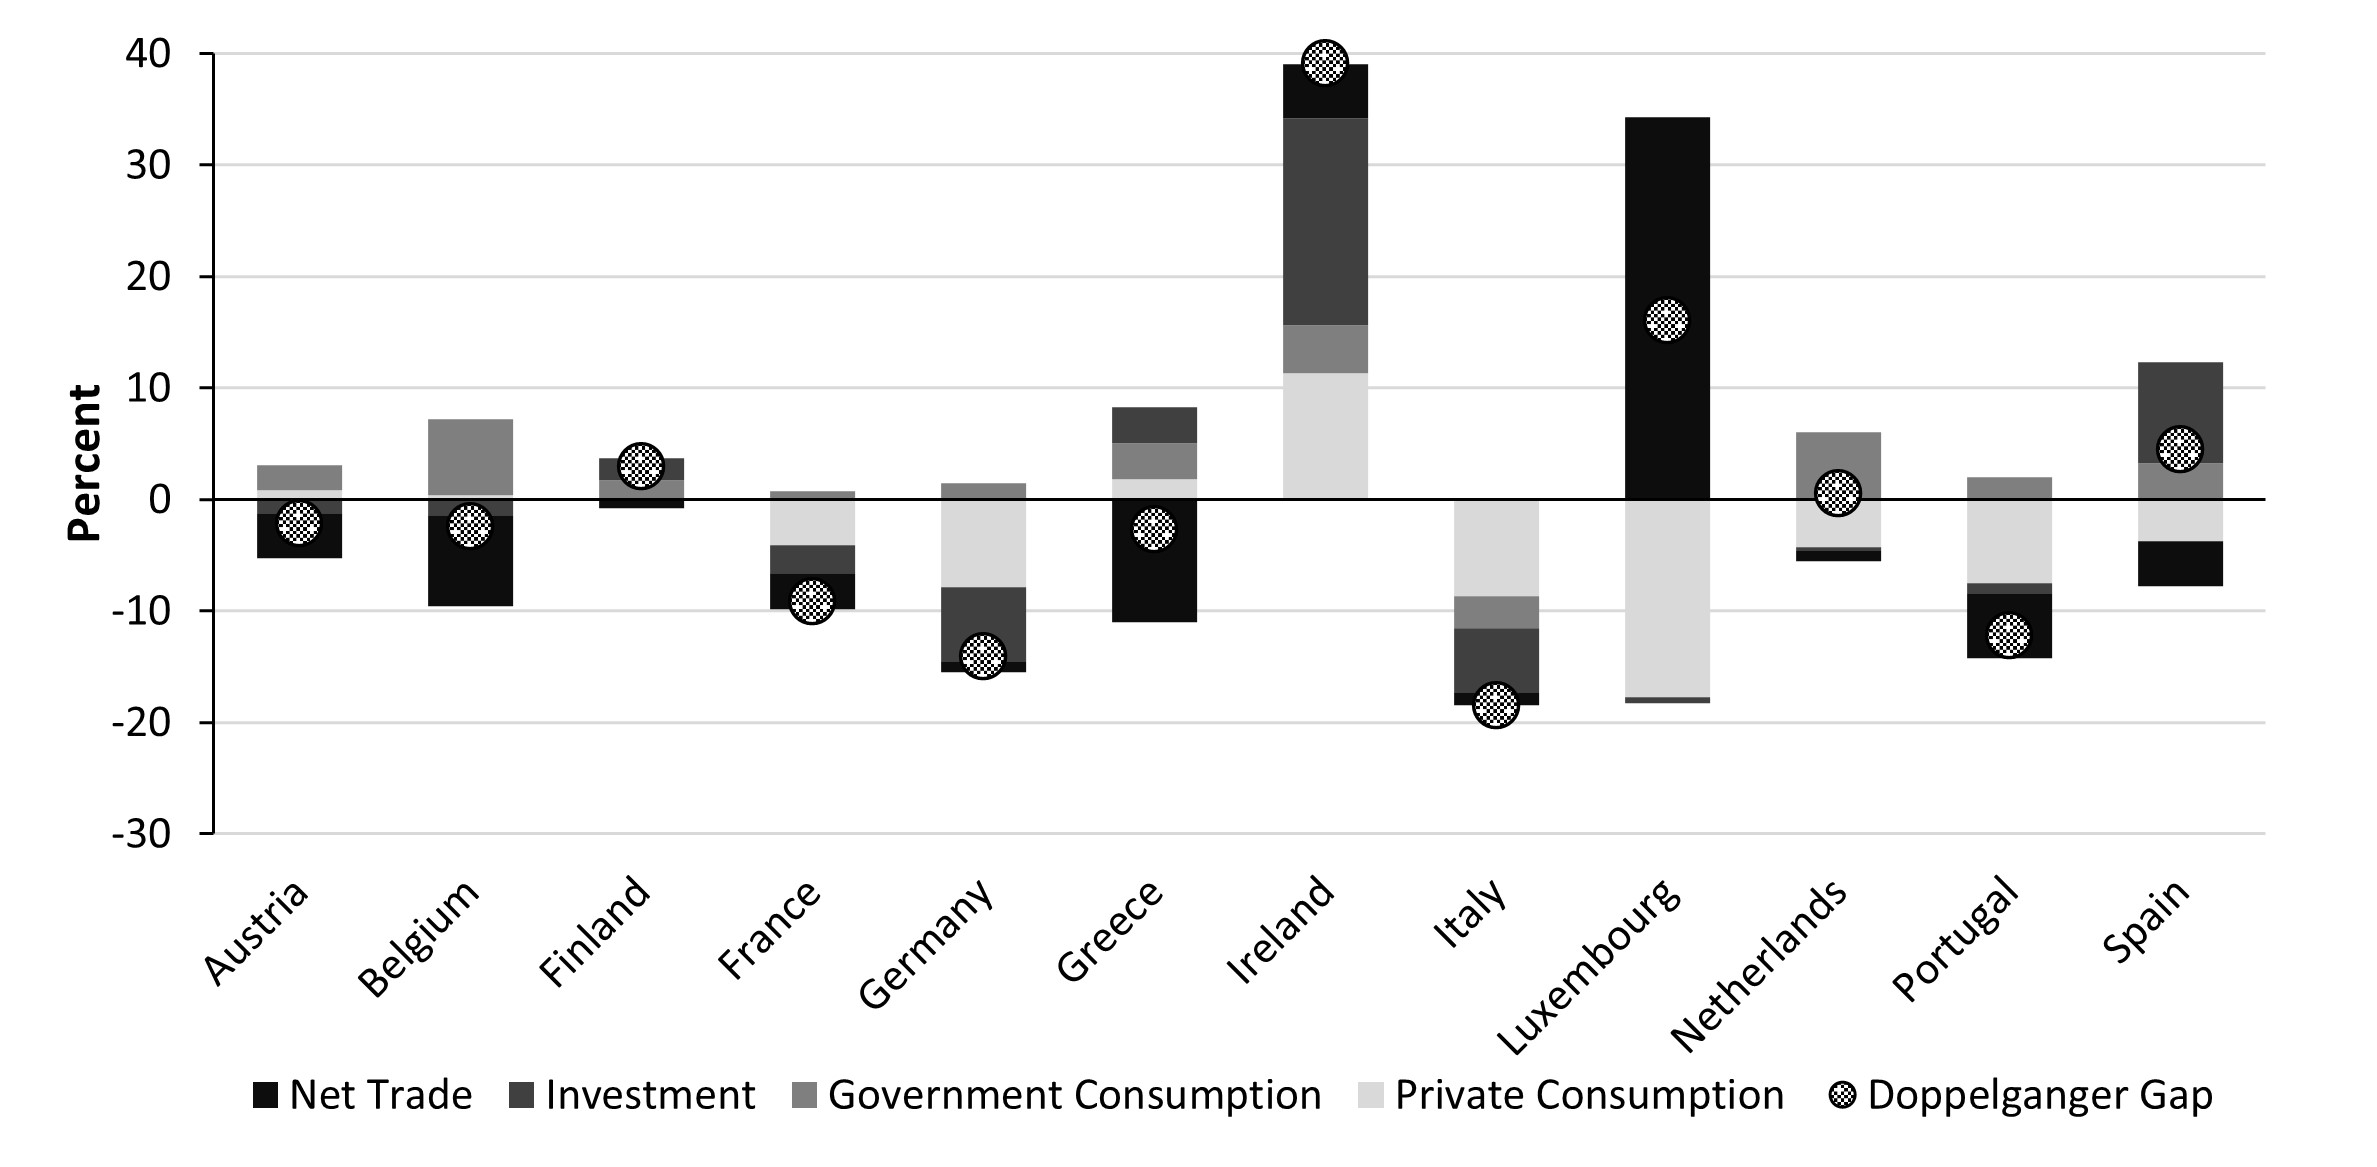 40
30
20
10
0
-10
-20
-30
Percent
Austria
Belgium
Finland
France
Germany
Greece
Ireland
Italy
Luxembourg
Netherlands
Portugal
Spain
Net Trade Investment Government Consumption Private Consumption Doppelganger Gap